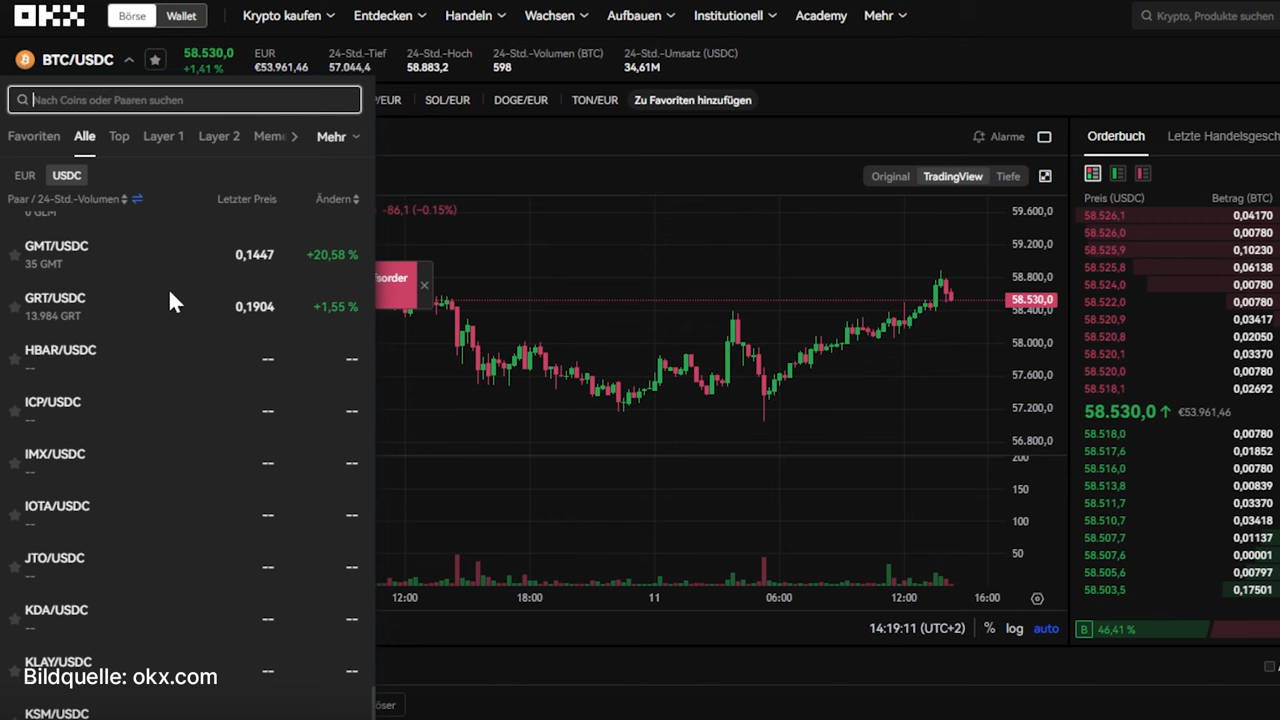 OKX Börse Wallet Krypto kaufen Entdecken Handeln Wachsen Aufbauen Institutionell Academy Mehr Krypto, Produkte suchen
BTC/USDC 58.530,0 +1,41 % EUR €53.961,46 24-Std.-Tief 57.044,4 24-Std.-Hoch 58.883,2 24-Std.-Volumen (BTC) 598 24-Std.-Umsatz (USDC) 34,61M
Nach Coins oder Paaren suchen
/EUR SOL/EUR DOGE/EUR TON/EUR Zu Favoriten hinzufügen
Favoriten Alle Top Layer 1 Layer 2 Meme Mehr
EUR USDC
Paar / 24-Std.-Volumen Letzter Preis Ändern
0 GLM
GMT/USDC 0,1447 +20,58 %
35 GMT
GRT/USDC 0,1904 +1,55 %
13.984 GRT
HBAR/USDC -- --
--
ICP/USDC -- --
--
IMX/USDC -- --
--
IOTA/USDC -- --
--
JTO/USDC -- --
--
KDA/USDC -- --
--
KLAY/USDC -- --
Bildquelle: okx.com
KSM/USDC
Alarme
Original TradingView Tiefe
-86,1 (-0.15%)
sorder
59.600,0
59.200,0
58.800,0
58.530,0
58.400,0
58.000,0
57.600,0
57.200,0
56.800,0
200
150
100
50
12:00 18:00 11 06:00 12:00 16:00
14:19:11 (UTC+2) % log auto
öser
Orderbuch Letzte Handelsgesch
Preis (USDC) Betrag (BTC)
58.526,1 0,04170
58.526,0 0,00780
58.525,9 0,10230
58.525,8 0,06138
58.524,0 0,00780
58.522,0 0,00780
58.520,9 0,03417
58.520,8 0,02050
58.520,1 0,03370
58.520,0 0,00780
58.518,1 0,02692
58.530,0 €53.961,46
58.518,0 0,00780
58.517,6 0,01852
58.516,0 0,00780
58.513,8 0,00839
58.511,7 0,03370
58.510,7 0,03418
58.507,7 0,01137
58.507,6 0,00001
58.505,6 0,00797
58.503,5 0,17501
B 46,41 %